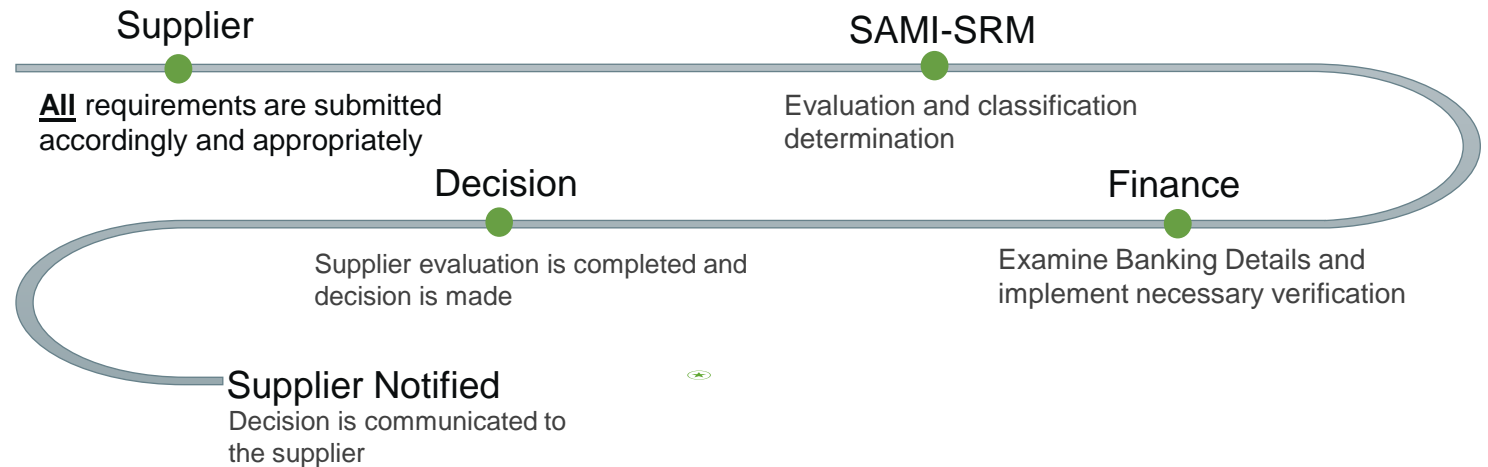 Supplier
SAMI-SRM
All requirements are submitted
accordingly and appropriately
Evaluation and classification
determination
Finance
Examine Banking Details and
implement necessary verification
Decision
Supplier evaluation is completed and
decision is made
Supplier Notified
Decision is communicated to
the supplier